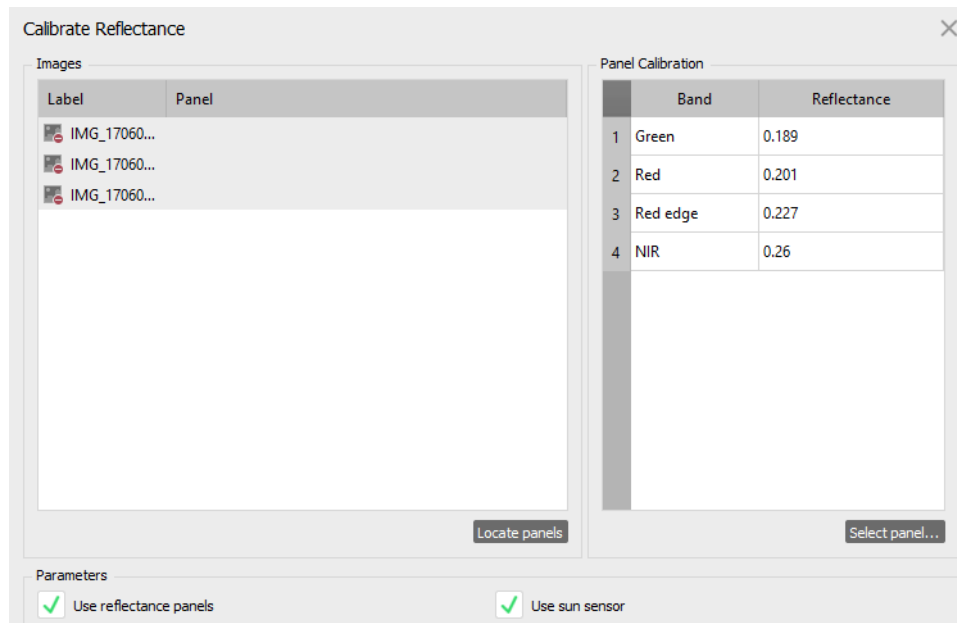 Calibrate Reflectance
Images
Label Panel
IMG_17060...
IMG_17060...
IMG_17060...
Locate panels
Panel Calibration
Band Reflectance
1 Green 0.189
2 Red 0.201
3 Red edge 0.227
4 NIR 0.26
Select panel...
Parameters
Use reflectance panels
Use sun sensor